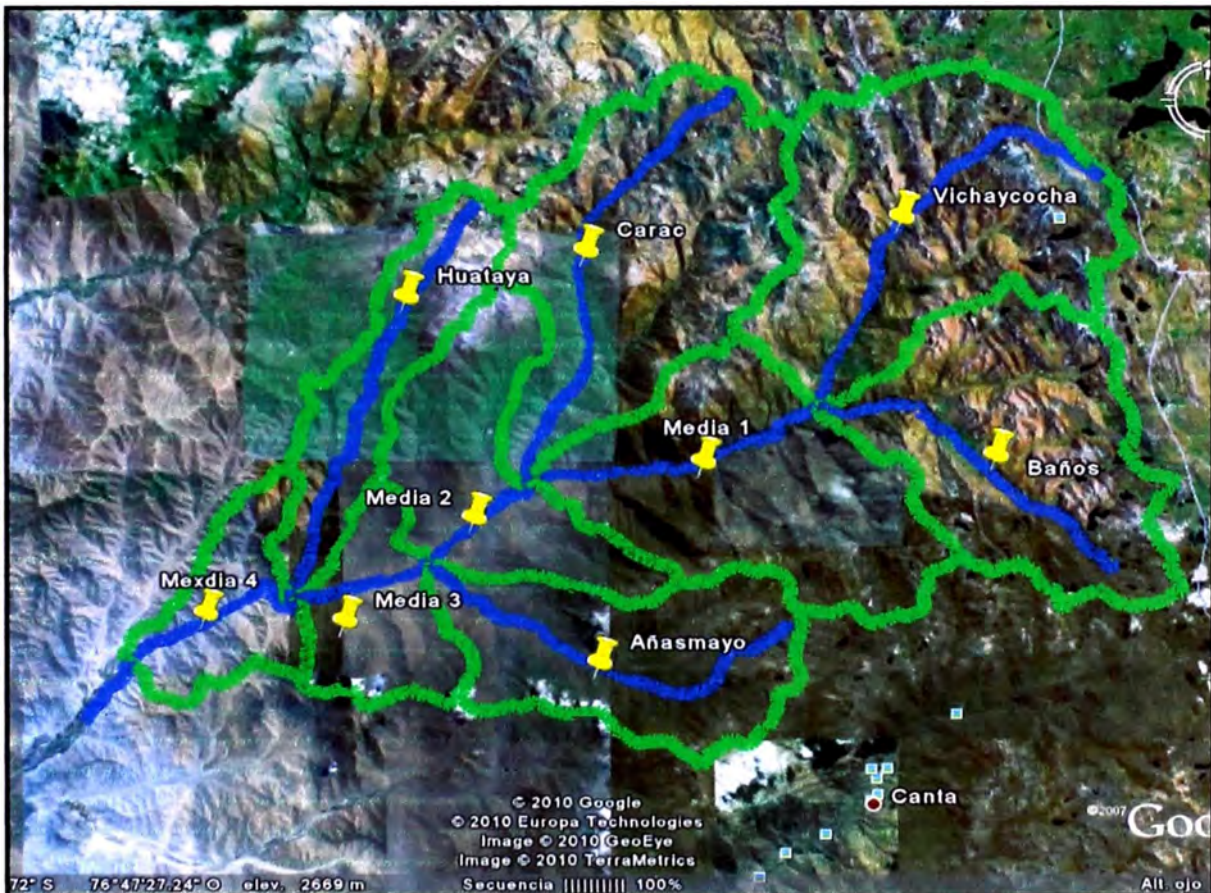 Vichaycocha
Carac
Huataya
Media 1
Baños
Media 2
Mexdia 4
Media 3
Añasmayo
Canta
© 2010 Google
© 2010 Europa Technologies
Image © 2010 GeoEye
Image © 2010 TerraMetrics
©2007 Goo
72° S 76°47'27.24" O elev. 2669 m
Secuencia |||||||||| 100%
Alt. ojo